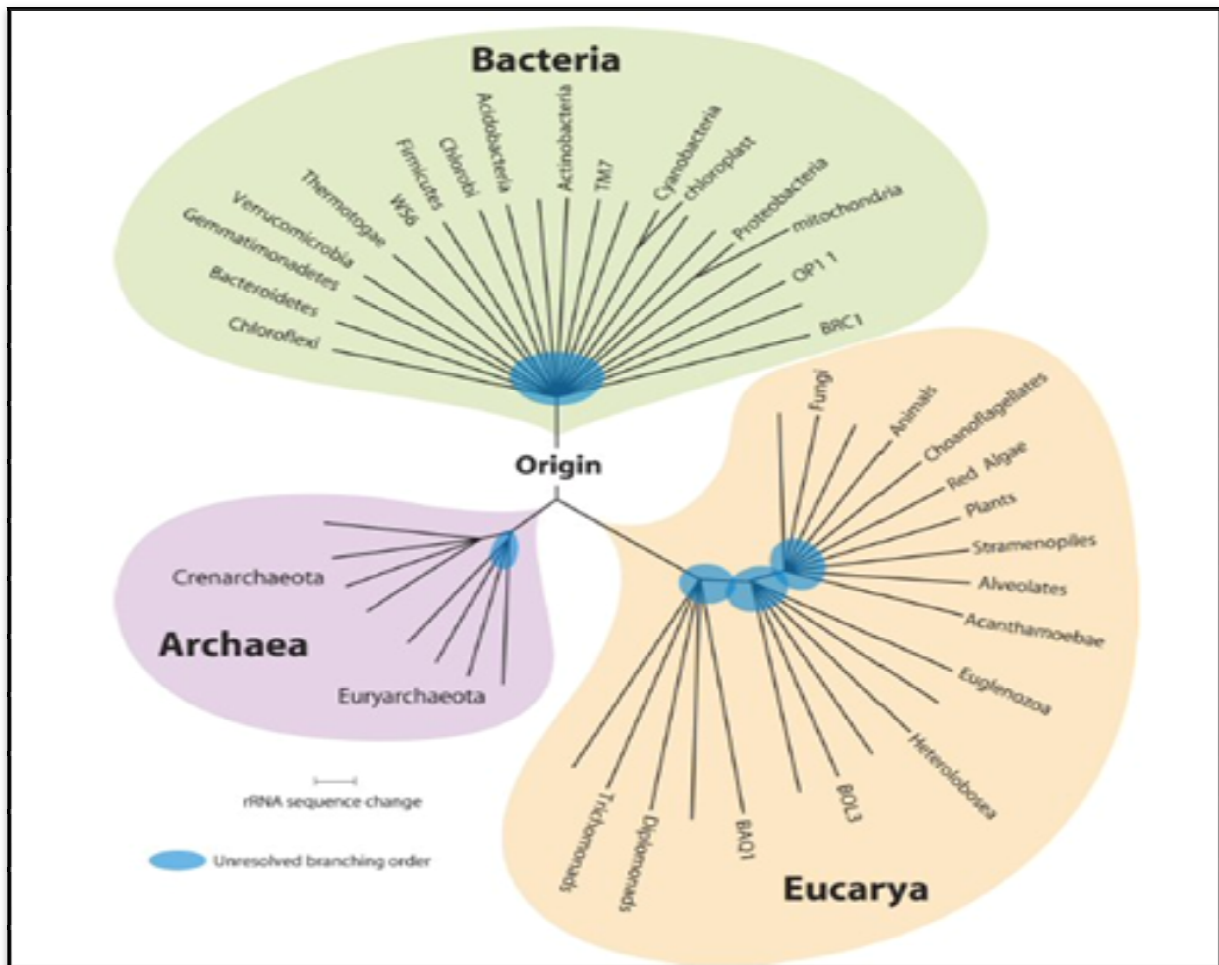 Bacteria
Chloroflexi
Bacteroidetes
Gemmatimonadetes
Verrucomicrobia
Thermotogae
WS6
Firmicutes
Chlorobi
Acidobacteria
Actinobacteria
TM7
Cyanobacteria
chloroplast
Proteobacteria
mitochondria
OP1 1
BRC1
Origin
Crenarchaeota
Archaea
Euryarchaeota
Fungi
Animals
Choanoflagellates
Red Algae
Plants
Stramenopiles
Alveolates
Acanthamoebae
Euglenozoa
Heterolobosea
BOL3
BAQ1
Diplomonads
Trichomonads
Eucarya
rRNA sequence change
Unresolved branching order